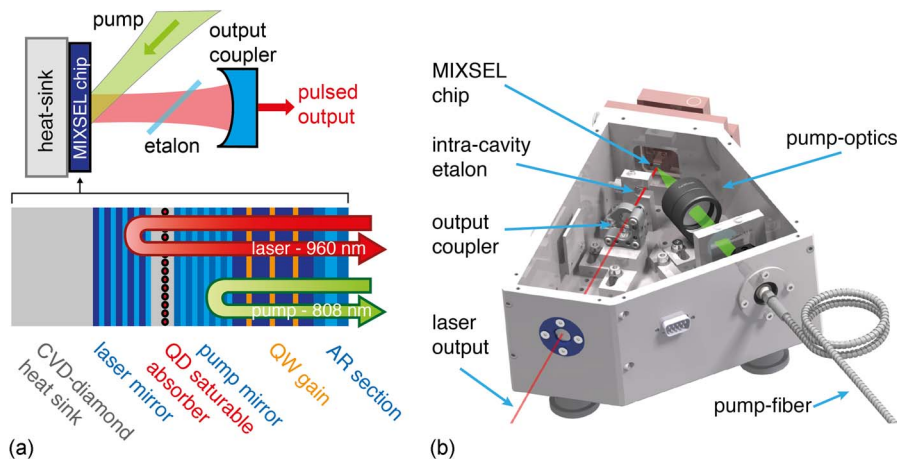 pump
output
coupler
heat-sink
MIXSEL chip
etalon
pulsed
output
laser - 960 nm
pump - 808 nm
CVD-diamond
heat sink
laser mirror
QD saturable
absorber
pump mirror
QW gain
AR section
(a)
MIXSEL
chip
intra-cavity
etalon
output
coupler
laser
output
pump-optics
pump-fiber
(b)